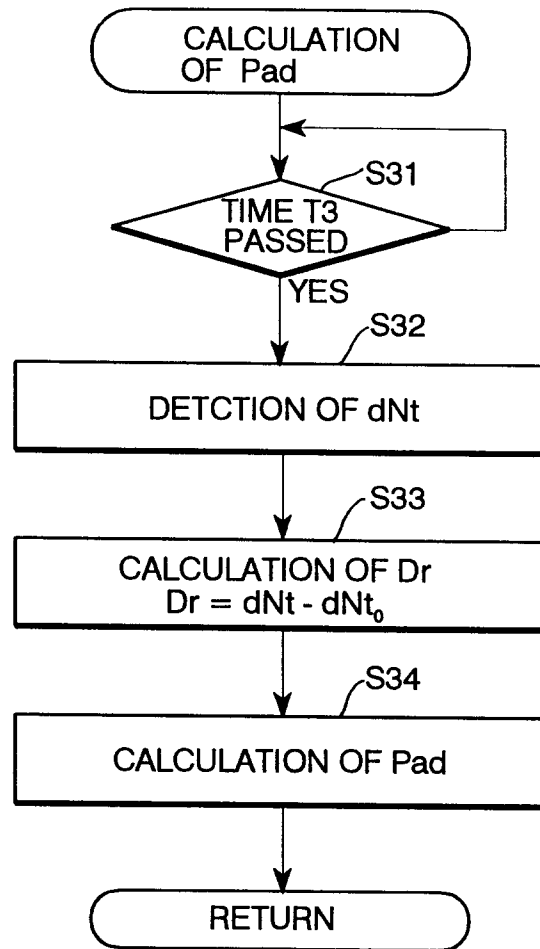 CALCULATION
OF Pad
S31
TIME T3
PASSED
YES
S32
DETCTION OF dNt
S33
CALCULATION OF Dr
Dr = dNt - dNt₀
S34
CALCULATION OF Pad
RETURN